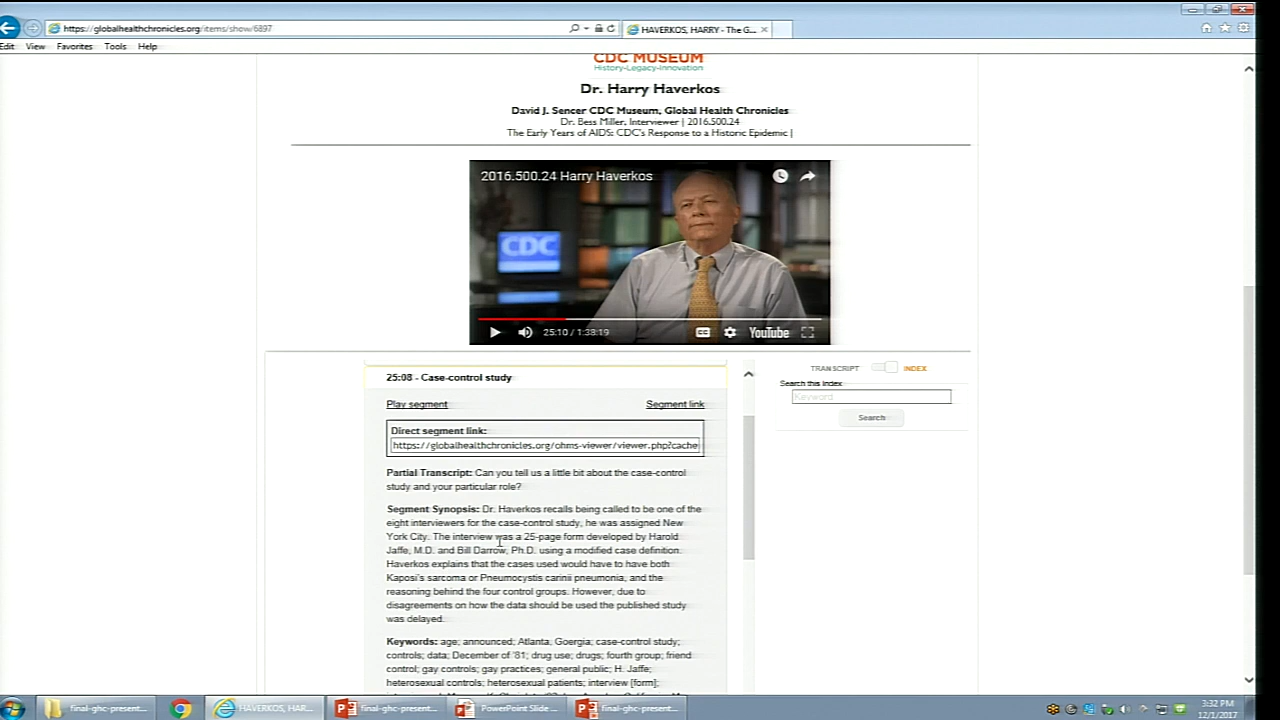 https://globalhealthchronicles.org/items/show/6897
HAVERKOS, HARRY - The G...
Edit View Favorites Tools Help
CDC MUSEUM
History-Legacy-Innovation
Dr. Harry Haverkos
David J. Sencer CDC Museum, Global Health Chronicles
Dr. Bess Miller, Interviewer | 2016.500.24
The Early Years of AIDS: CDC's Response to a Historic Epidemic |
2016.500.24 Harry Haverkos
CDC
25:10 / 1:38:19
CC
YouTube
25:08 - Case-control study
Play segment Segment link
Direct segment link:
https://globalhealthchronicles.org/ohms-viewer/viewer.php?cache
Partial Transcript: Can you tell us a little bit about the case-control
study and your particular role?
Segment Synopsis: Dr. Haverkos recalls being called to be one of the
eight interviewers for the case-control study, he was assigned New
York City. The interview was a 25-page form developed by Harold
Jaffe, M.D. and Bill Darrow, Ph.D. using a modified case definition.
Haverkos explains that the cases used would have to have both
Kaposi's sarcoma or Pneumocystis carinii pneumonia, and the
reasoning behind the four control groups. However, due to
disagreements on how the data should be used the published study
was delayed.
Keywords: age; announced; Atlanta, Goergia; case-control study;
controls; data; December of '81; drug use; drugs; fourth group; friend
control; gay controls; gay practices; general public; H. Jaffe;
heterosexual controls; heterosexual patients; interview [form];
TRANSCRIPT INDEX
Search this Index
Keyword
Search
final-ghc-present...
HAVERKOS, HAR...
final-ghc-present...
PowerPoint Slide ...
final-ghc-present...
3:32 PM
12/1/2017